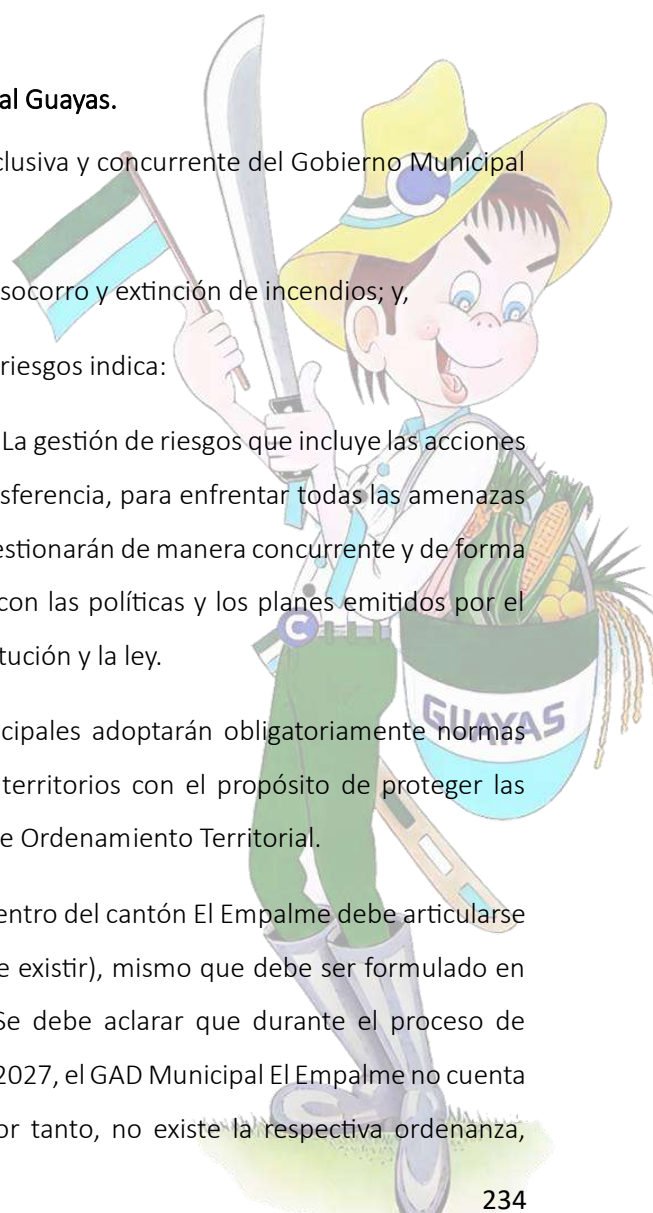 al Guayas.
clusiva y concurrente del Gobierno Municipal
socorro y extinción de incendios; y,
riesgos indica:
La gestión de riesgos que incluye las acciones
sferencia, para enfrentar todas las amenazas
estionarán de manera concurrente y de forma
con las políticas y los planes emitidos por el
tución y la ley.
cipales adoptarán obligatoriamente normas
territorios con el propósito de proteger las
e Ordenamiento Territorial.
entro del cantón El Empalme debe articularse
e existir), mismo que debe ser formulado en
Se debe aclarar que durante el proceso de
2027, el GAD Municipal El Empalme no cuenta
or tanto, no existe la respectiva ordenanza,
234
C
C
GUAYAS